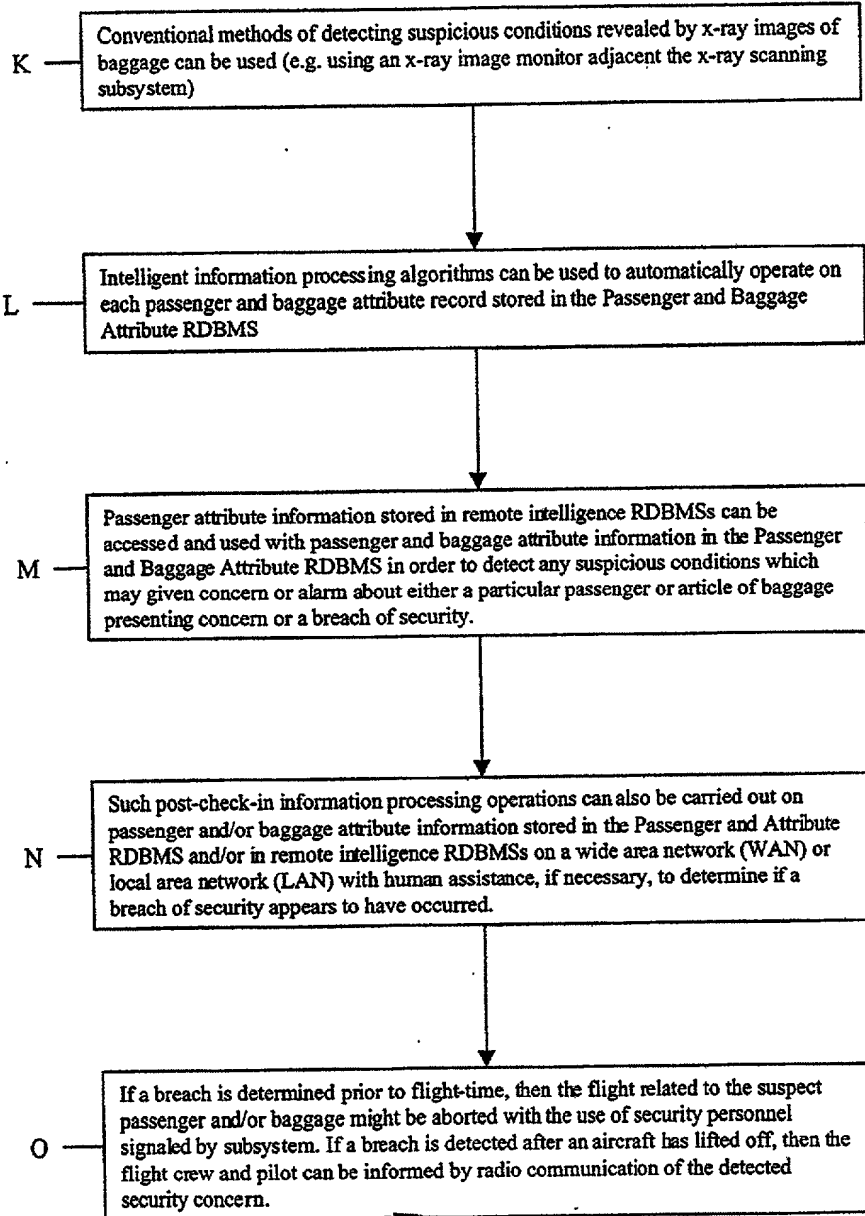 K
Conventional methods of detecting suspicious conditions revealed by x-ray images of
baggage can be used (e.g. using an x-ray image monitor adjacent the x-ray scanning
subsystem)
L
Intelligent information processing algorithms can be used to automatically operate on
each passenger and baggage attribute record stored in the Passenger and Baggage
Attribute RDBMS
M
Passenger attribute information stored in remote intelligence RDBMSs can be
accessed and used with passenger and baggage attribute information in the Passenger
and Baggage Attribute RDBMS in order to detect any suspicious conditions which
may given concern or alarm about either a particular passenger or article of baggage
presenting concern or a breach of security.
N
Such post-check-in information processing operations can also be carried out on
passenger and/or baggage attribute information stored in the Passenger and Attribute
RDBMS and/or in remote intelligence RDBMSs on a wide area network (WAN) or
local area network (LAN) with human assistance, if necessary, to determine if a
breach of security appears to have occurred.
O
If a breach is determined prior to flight-time, then the flight related to the suspect
passenger and/or baggage might be aborted with the use of security personnel
signaled by subsystem. If a breach is detected after an aircraft has lifted off, then the
flight crew and pilot can be informed by radio communication of the detected
security concern.